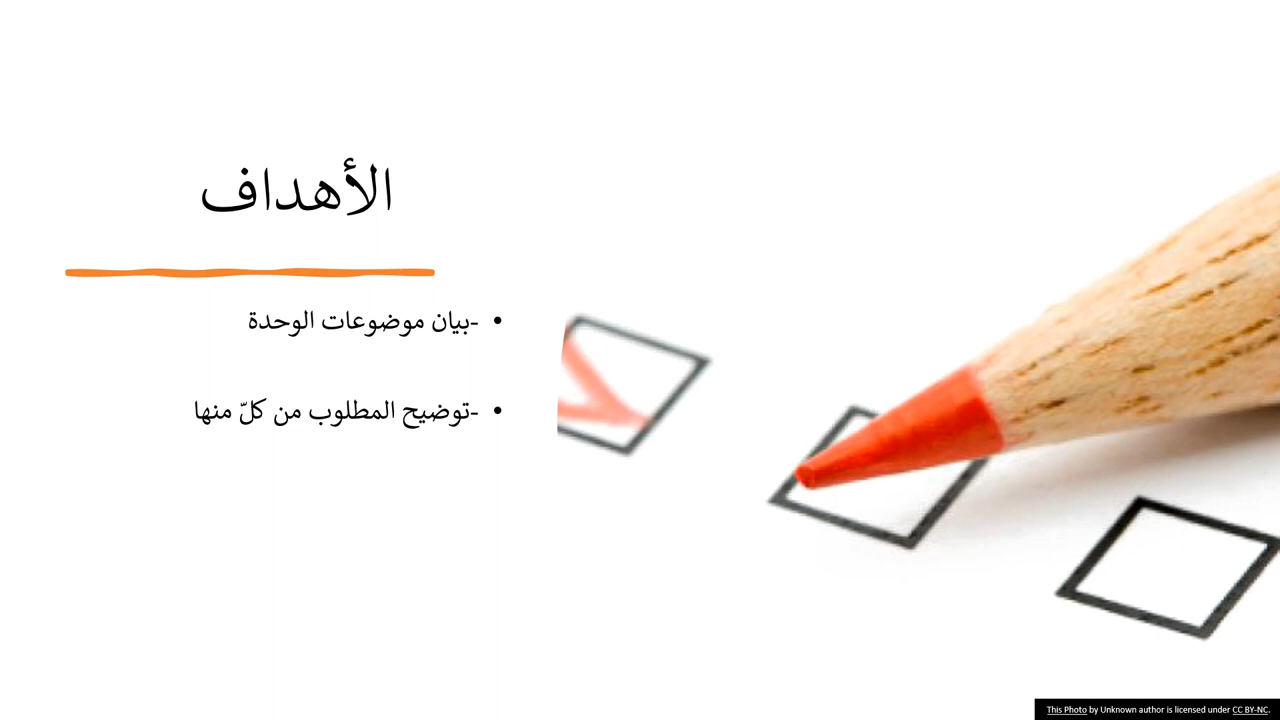 الأهداف
• -بيان موضوعات الوحدة
• -توضيح المطلوب من كلّ منها
This Photo by Unknown author is licensed under CC BY-NC.